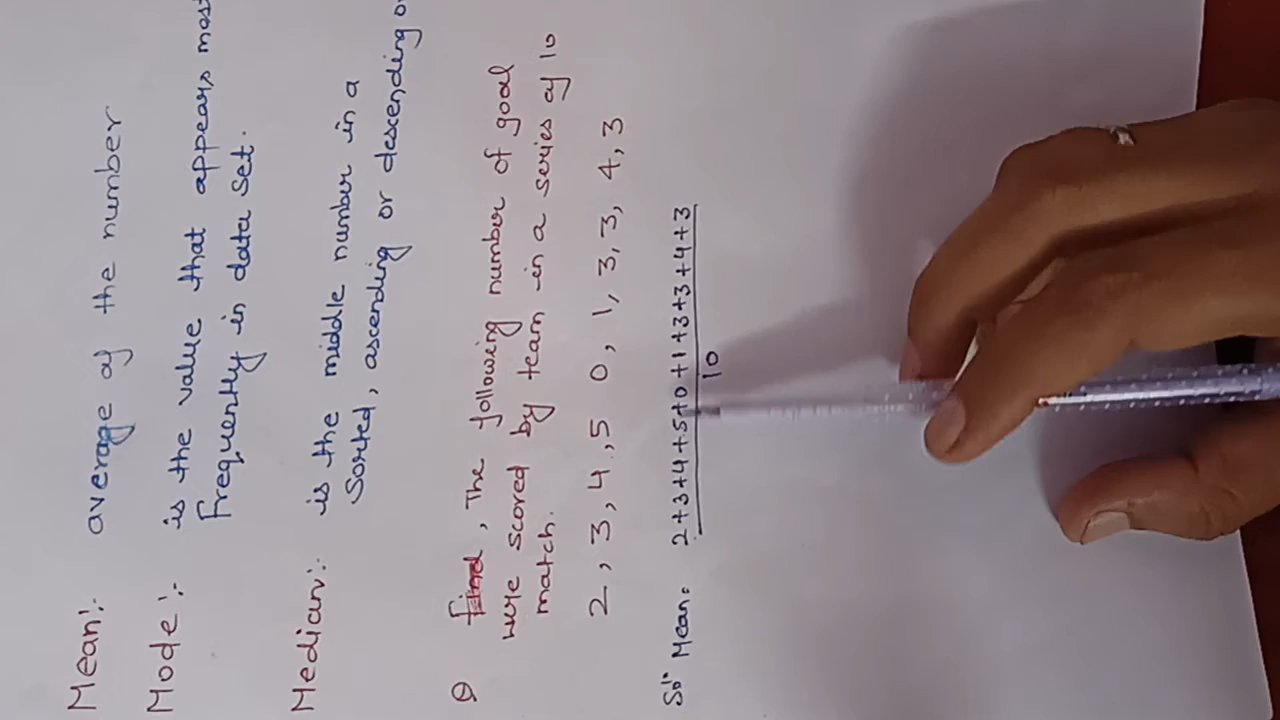 Mean:- average of the number
Mode:- is the value that appears most
Frequently in data set.
Median:- is the middle number in a
Sorted, ascending or descending or
Q The following number of goal
were scored by team in a series of 10
match.
2, 3, 4, 5 0, 1, 3, 3, 4, 3
Solⁿ Mean = 2+3+4+5+0+1+3+3+4+3
10